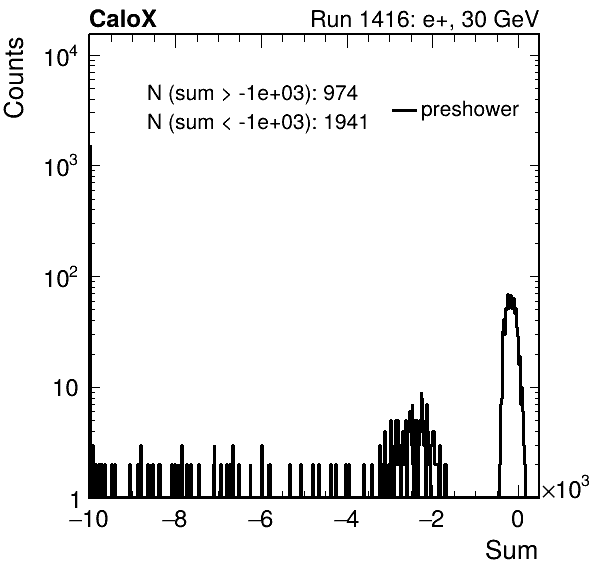 CaloX Run 1416: e+, 30 GeV
Counts
N (sum > -1e+03): 974
N (sum < -1e+03): 1941
preshower
10⁴
10³
10²
10
1
−10 −8 −6 −4 −2 0
×10³
Sum